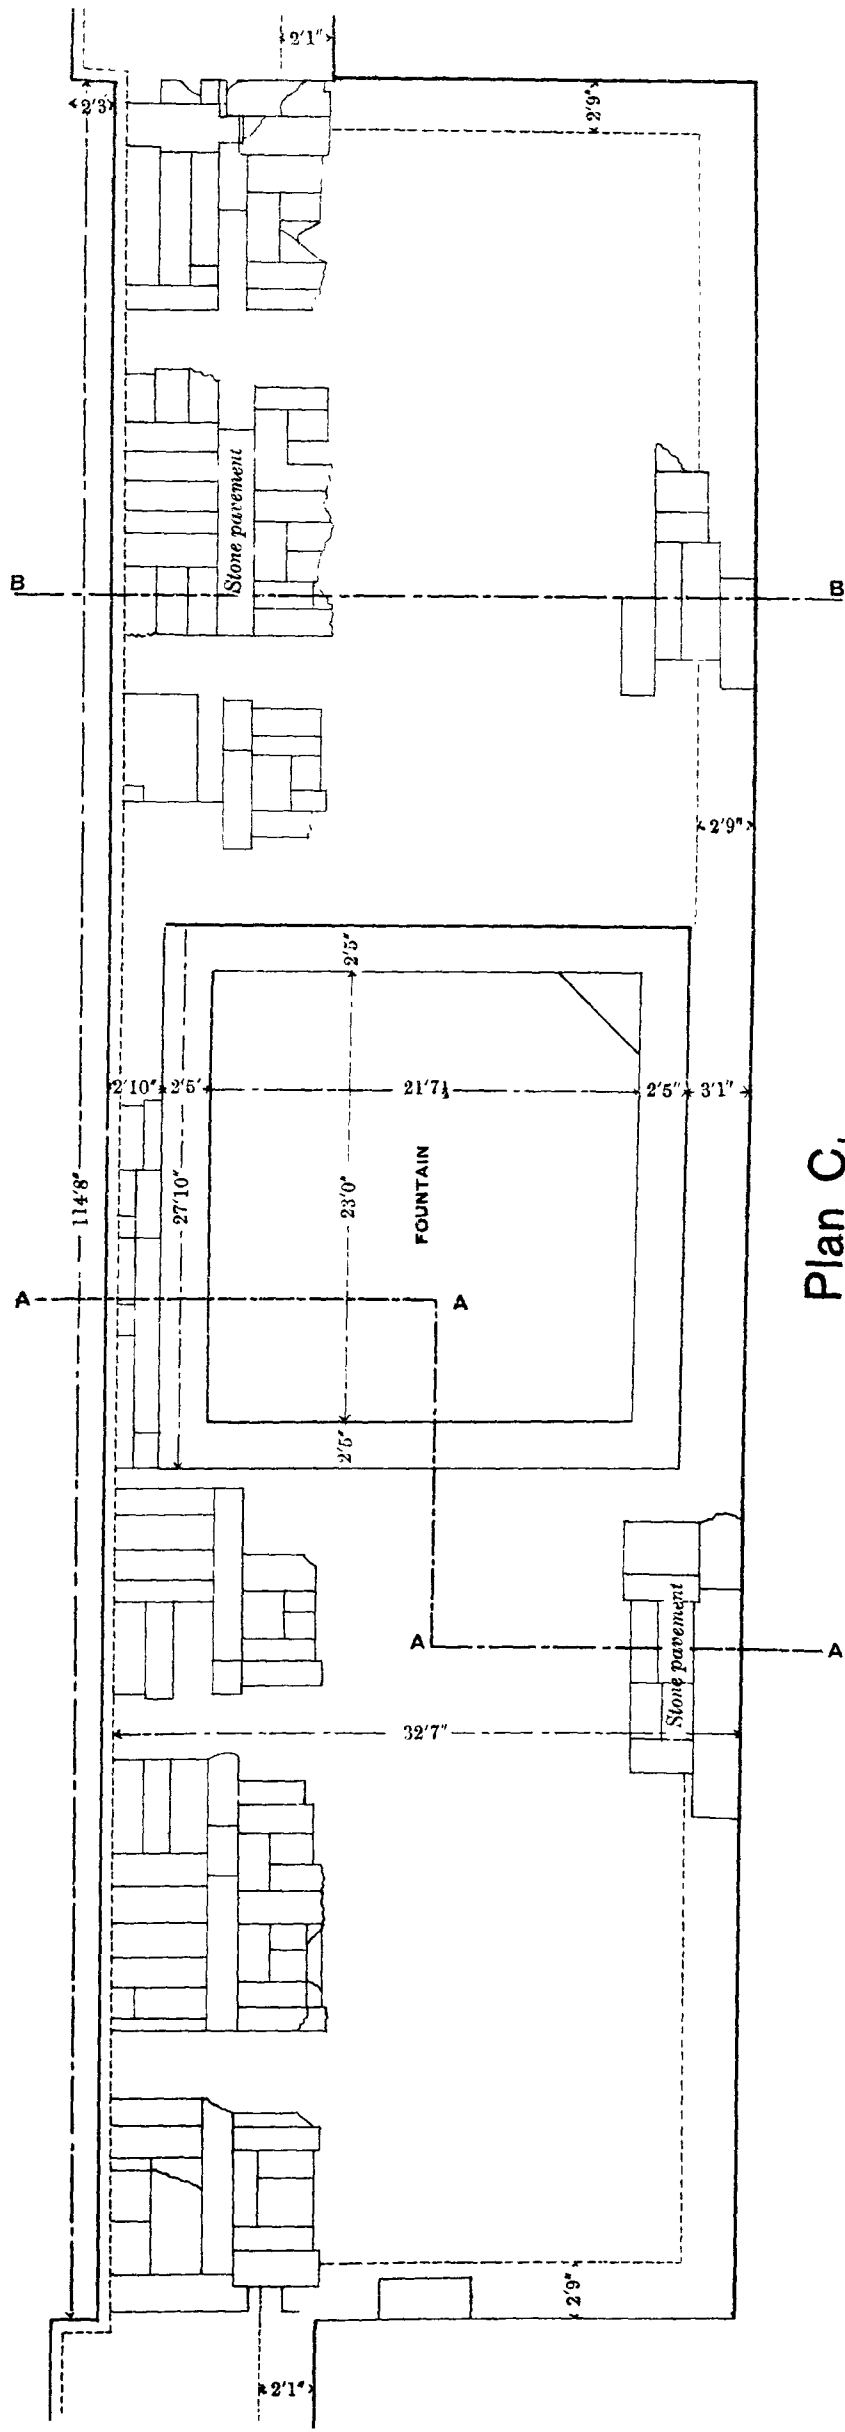 2'1"
2'3'
2'9"
Stone pavement
B
B
2'9"
2'5"
2'10"
2'5'
21'7½
2'5"
3'1"
114'8"
27'10"
23'0"
FOUNTAIN
Plan C.
A
A
2'5"
A
A
Stone pavement
32'7"
2'9"
2'1"